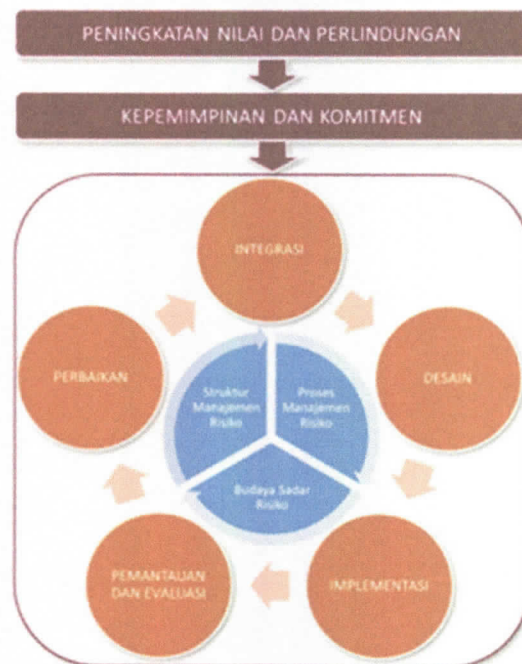 PENINGKATAN NILAI DAN PERLINDUNGAN
KEPEMIMPINAN DAN KOMITMEN
INTEGRASI
PERBAIKAN
DESAIN
Struktur
Manajemen
Risiko
Proses
Manajemen
Risiko
Budaya Sadar
Risiko
PEMANTAUAN
DAN EVALUASI
IMPLEMENTASI